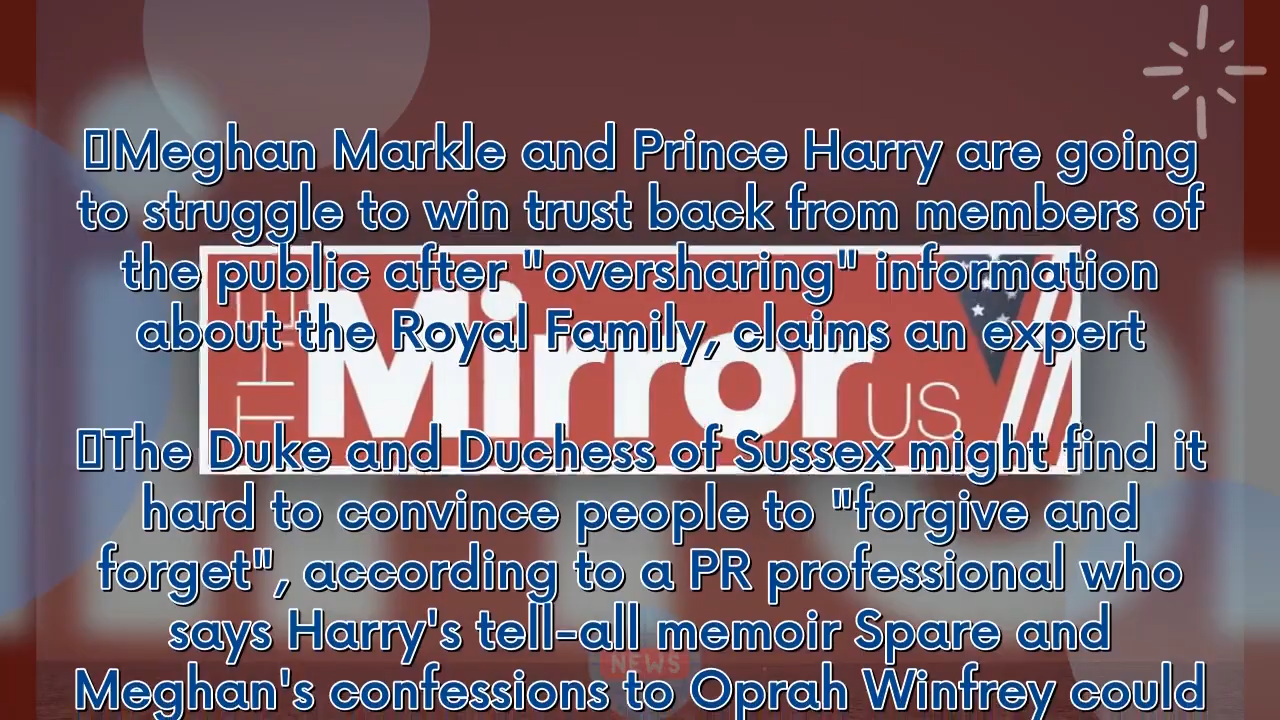 Meghan Markle and Prince Harry are going
to struggle to win trust back from members of
the public after "oversharing" information
about the Royal Family, claims an expert
THE Mirror US
The Duke and Duchess of Sussex might find it
hard to convince people to "forgive and
forget", according to a PR professional who
says Harry's tell-all memoir Spare and
NEWS
Meghan's confessions to Oprah Winfrey could